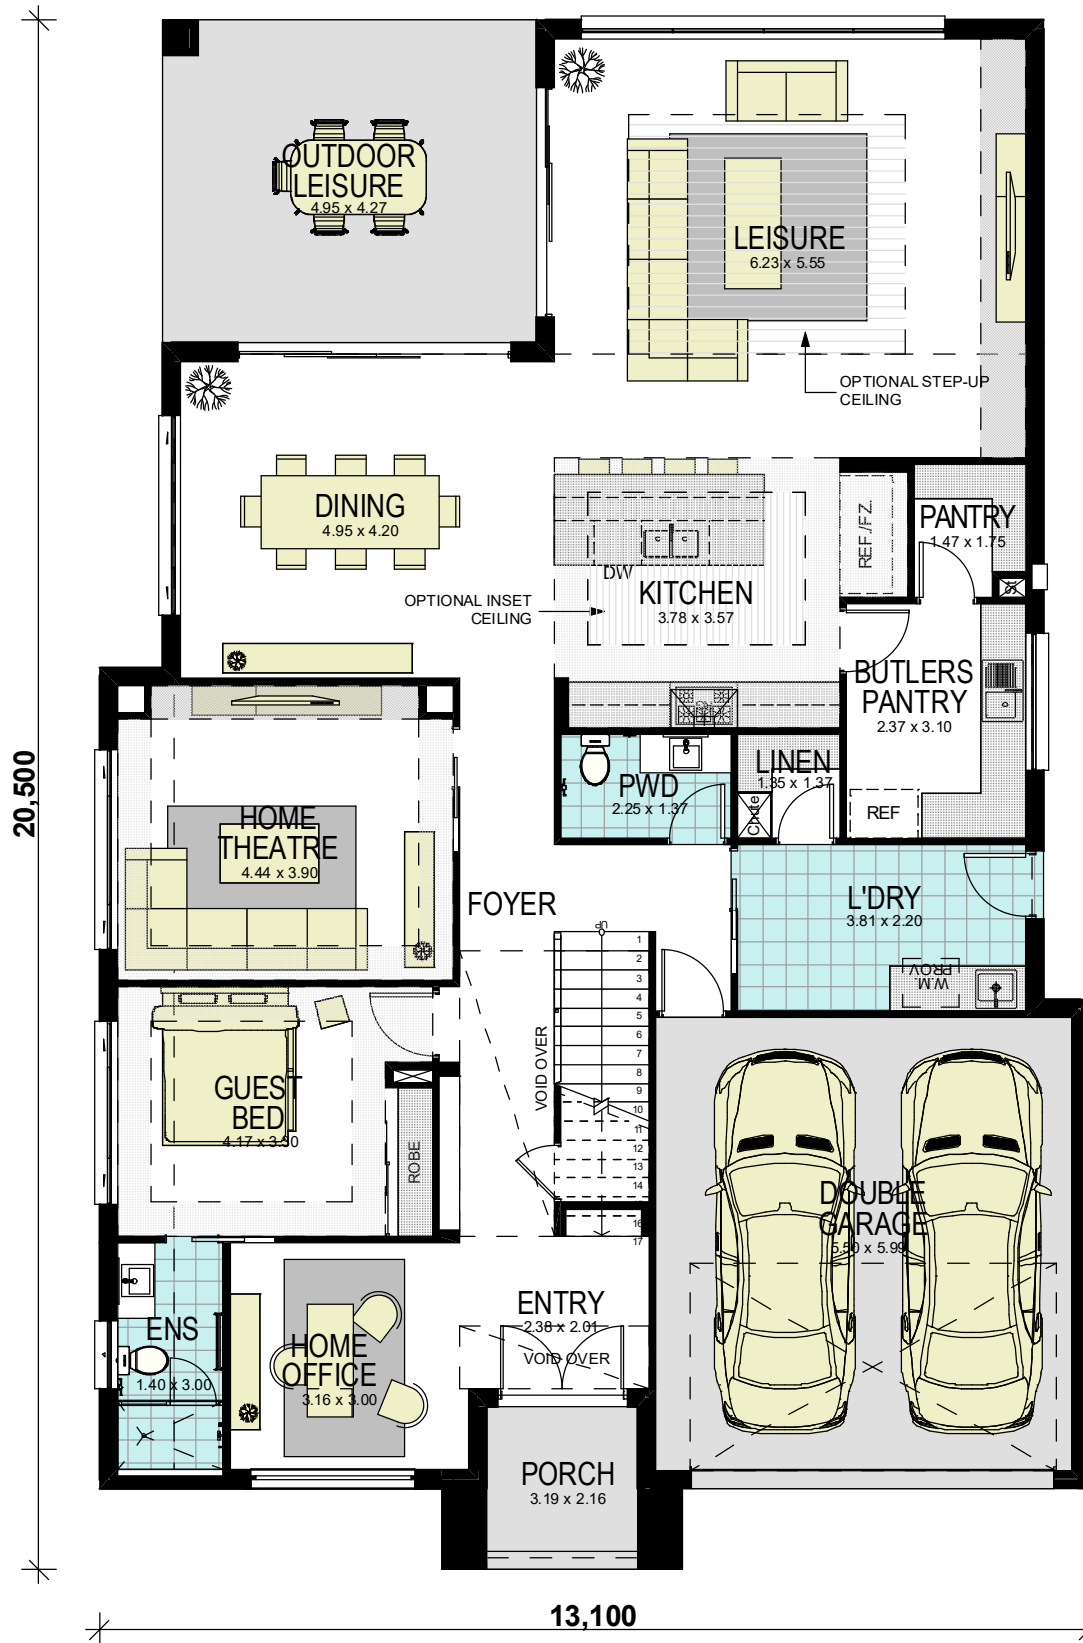 OUTDOOR
LEISURE
4.95 x 4.27
LEISURE
6.23 x 5.55
OPTIONAL STEP-UP
CEILING
DINING
4.95 x 4.20
REF./FZ.
PANTRY
1.47 x 1.75
DW
KITCHEN
3.78 x 3.57
OPTIONAL INSET
CEILING
BUTLERS
PANTRY
2.37 x 3.10
REF
PWD
2.25 x 1.37
LINEN
1.35 x 1.37
Chute
20,500
HOME
THEATRE
4.44 x 3.90
FOYER
L'DRY
3.81 x 2.20
W.M.
PROV.
UP
1
2
3
4
5
6
7
8
9
10
11
12
13
14
16
17
VOID OVER
GUEST
BED
4.17 x 3.30
ROBE
DOUBLE
GARAGE
5.50 x 5.99
ENS
1.40 x 3.00
HOME
OFFICE
3.16 x 3.00
ENTRY
2.38 x 2.01
VOID OVER
PORCH
3.19 x 2.16
13,100